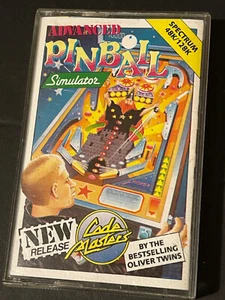 ADVANCED
PINBALL
Simulator
SPECTRUM
48K/128K
NEW
RELEASE
Code
Masters
BY THE
BESTSELLING
OLIVER TWINS